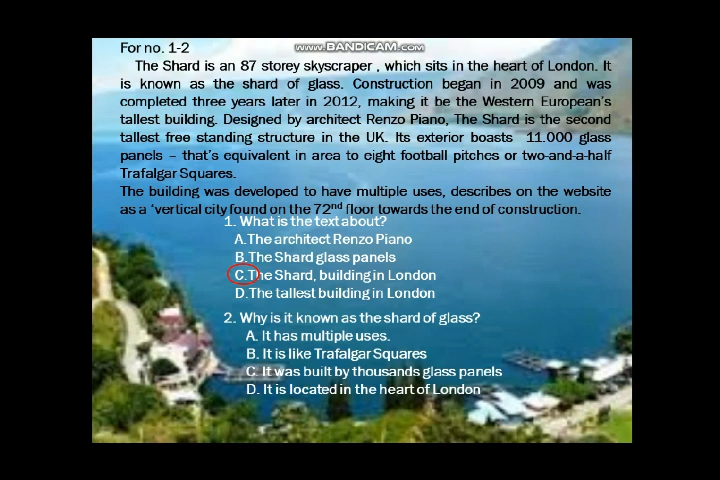 www.BANDICAM.com
For no. 1-2
The Shard is an 87 storey skyscraper , which sits in the heart of London. It
is known as the shard of glass. Construction began in 2009 and was
completed three years later in 2012, making it be the Western European's
tallest building. Designed by architect Renzo Piano, The Shard is the second
tallest free standing structure in the UK. Its exterior boasts 11.000 glass
panels – that's equivalent in area to eight football pitches or two-and-a-half
Trafalgar Squares.
The building was developed to have multiple uses, describes on the website
as a 'vertical city found on the 72nd floor towards the end of construction.
1. What is the text about?
A.The architect Renzo Piano
B.The Shard glass panels
C.The Shard, building in London
D.The tallest building in London
2. Why is it known as the shard of glass?
A. It has multiple uses.
B. It is like Trafalgar Squares
C. It was built by thousands glass panels
D. It is located in the heart of London